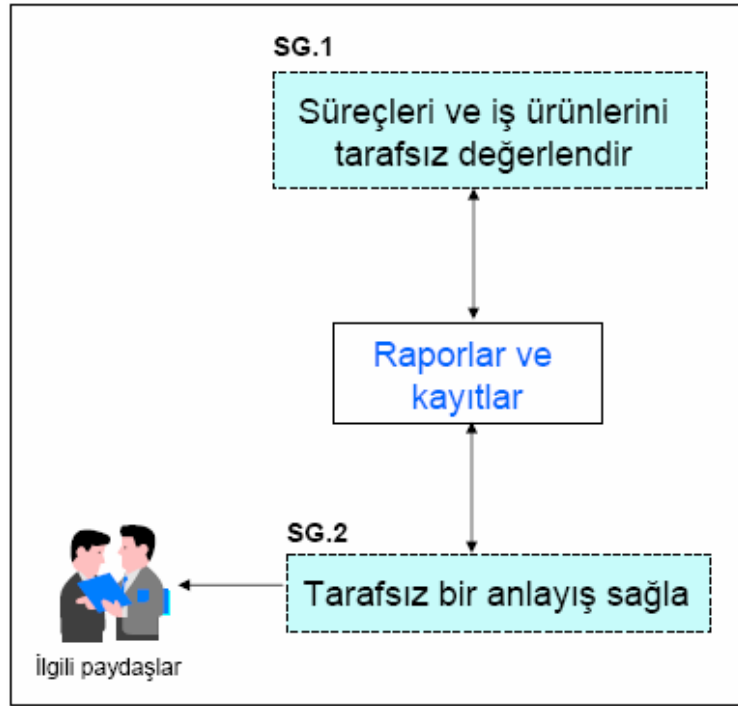 SG.1
Süreçleri ve iş ürünlerini
tarafsız değerlendir
Raporlar ve
kayıtlar
SG.2
Tarafsız bir anlayış sağla
İlgili paydaşlar